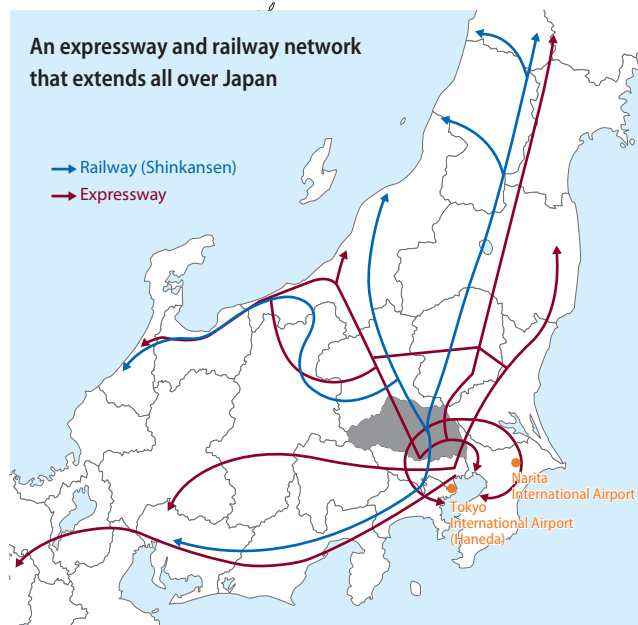 An expressway and railway network
that extends all over Japan
Railway (Shinkansen)
Expressway
Narita
International Airport
Tokyo
International Airport
(Haneda)